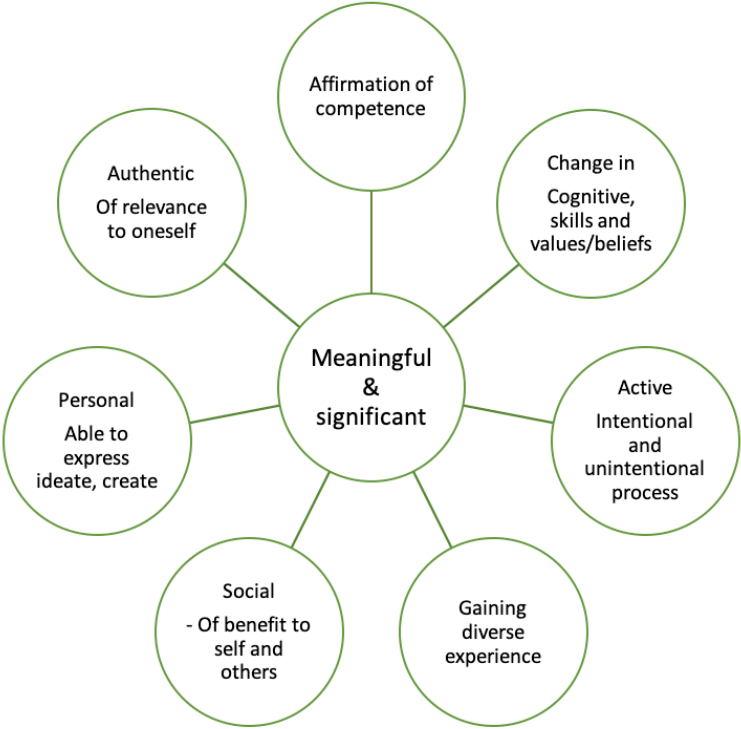 Affirmation of
competence
Change in
Cognitive,
skills and
values/beliefs
Active
Intentional
and
unintentional
process
Gaining
diverse
experience
Social
- Of benefit to
self and
others
Personal
Able to
express
ideate, create
Authentic
Of relevance
to oneself
Meaningful
&
significant